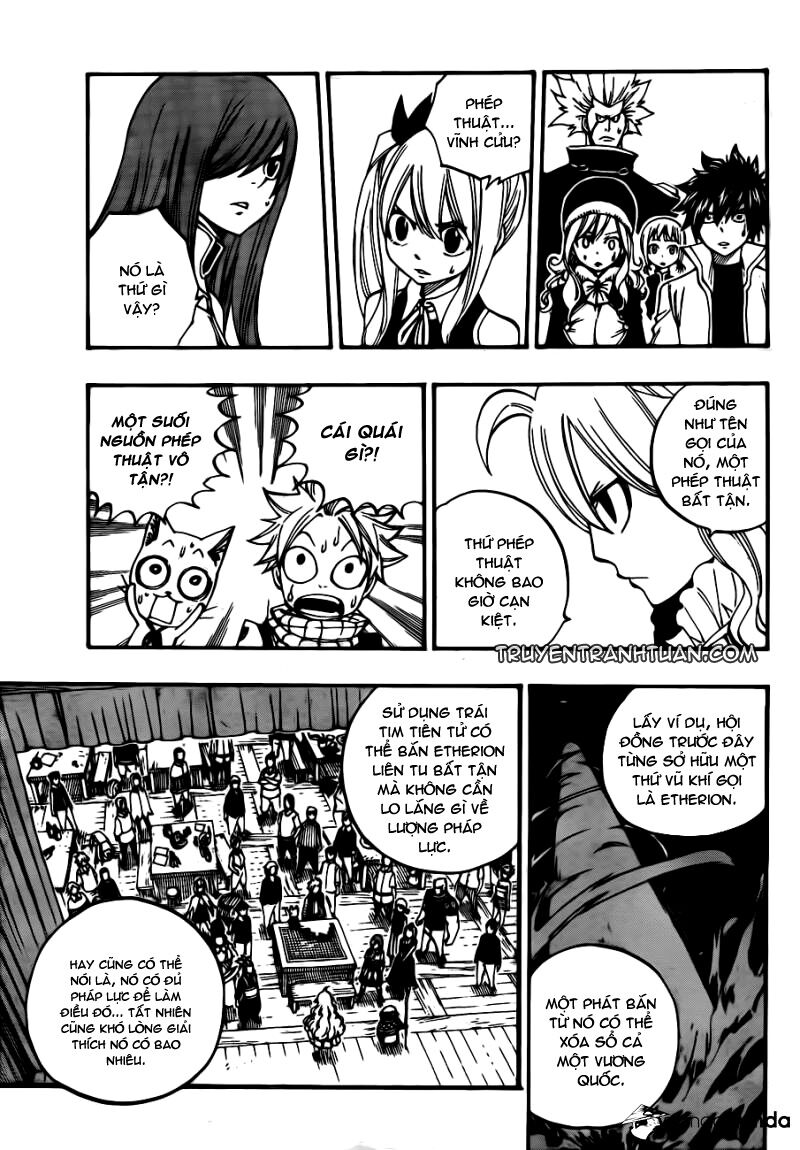 PHÉP
THUẬT...
VĨNH CỬU?
NÓ LÀ
THỨ GÌ
VẬY?
ĐÚNG
NHƯ TÊN
GỌI CỦA
NÓ, MỘT
PHÉP THUẬT
BẤT TẬN.
THỨ PHÉP
THUẬT
KHÔNG BAO
GIỜ CẠN
KIỆT.
CÁI QUÁI
GÌ?!
MỘT SUỐI
NGUỒN PHÉP
THUẬT VÔ
TẬN?!
TRUYENTRANHTUAN.COM
LẤY VÍ DỤ, HỘI
ĐỒNG TRƯỚC ĐÂY
TỪNG SỞ HỮU MỘT
THỨ VŨ KHÍ GỌI
LÀ ETHERION.
MỘT PHÁT BẮN
TỪ NÓ CÓ THỂ
XÓA SỔ CẢ
MỘT VƯƠNG
QUỐC.
SỬ DỤNG TRÁI
TIM TIÊN TỬ CÓ
THỂ BẮN ETHERION
LIÊN TU BẤT TẬN
MÀ KHÔNG CẦN
LO LẮNG GÌ VỀ
LƯỢNG PHÁP
LỰC.
HAY CŨNG CÓ THỂ
NÓI LÀ, NÓ CÓ ĐỦ
PHÁP LỰC ĐỂ LÀM
ĐIỀU ĐÓ... TẤT NHIÊN
CŨNG KHÓ LÒNG GIẢI
THÍCH NÓ CÓ BAO
NHIÊU.